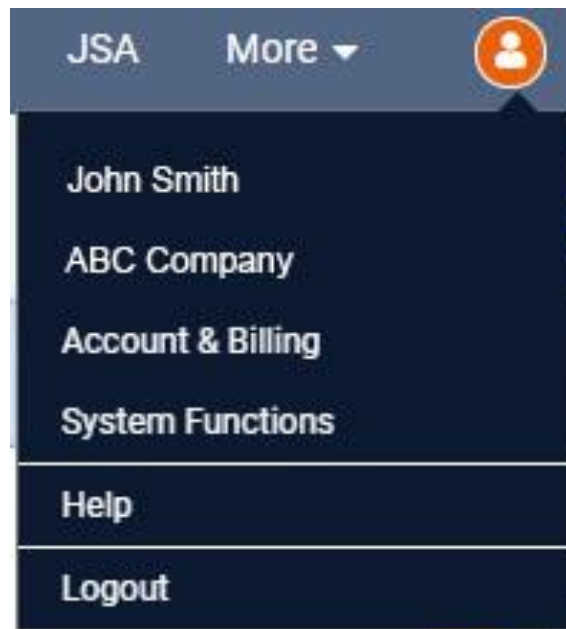 JSA More
John Smith
ABC Company
Account & Billing
System Functions
Help
Logout